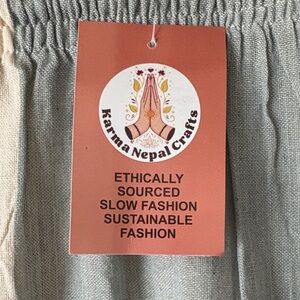 Karma Nepal Crafts
ETHICALLY
SOURCED
SLOW FASHION
SUSTAINABLE
FASHION